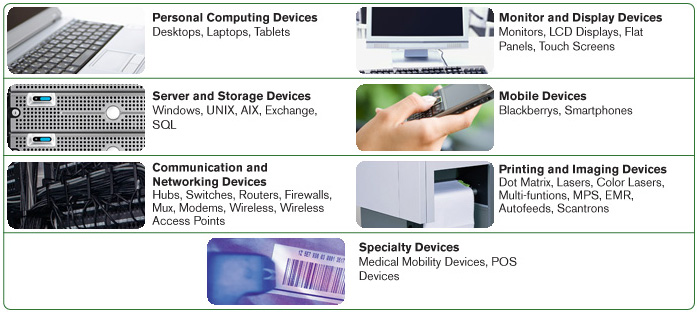 Personal Computing Devices
Desktops, Laptops, Tablets
Monitor and Display Devices
Monitors, LCD Displays, Flat
Panels, Touch Screens
Server and Storage Devices
Windows, UNIX, AIX, Exchange,
SQL
Mobile Devices
Blackberrys, Smartphones
Communication and
Networking Devices
Hubs, Switches, Routers, Firewalls,
Mux, Modems, Wireless, Wireless
Access Points
Printing and Imaging Devices
Dot Matrix, Lasers, Color Lasers,
Multi-funtions, MPS, EMR,
Autofeeds, Scantrons
Specialty Devices
Medical Mobility Devices, POS
Devices